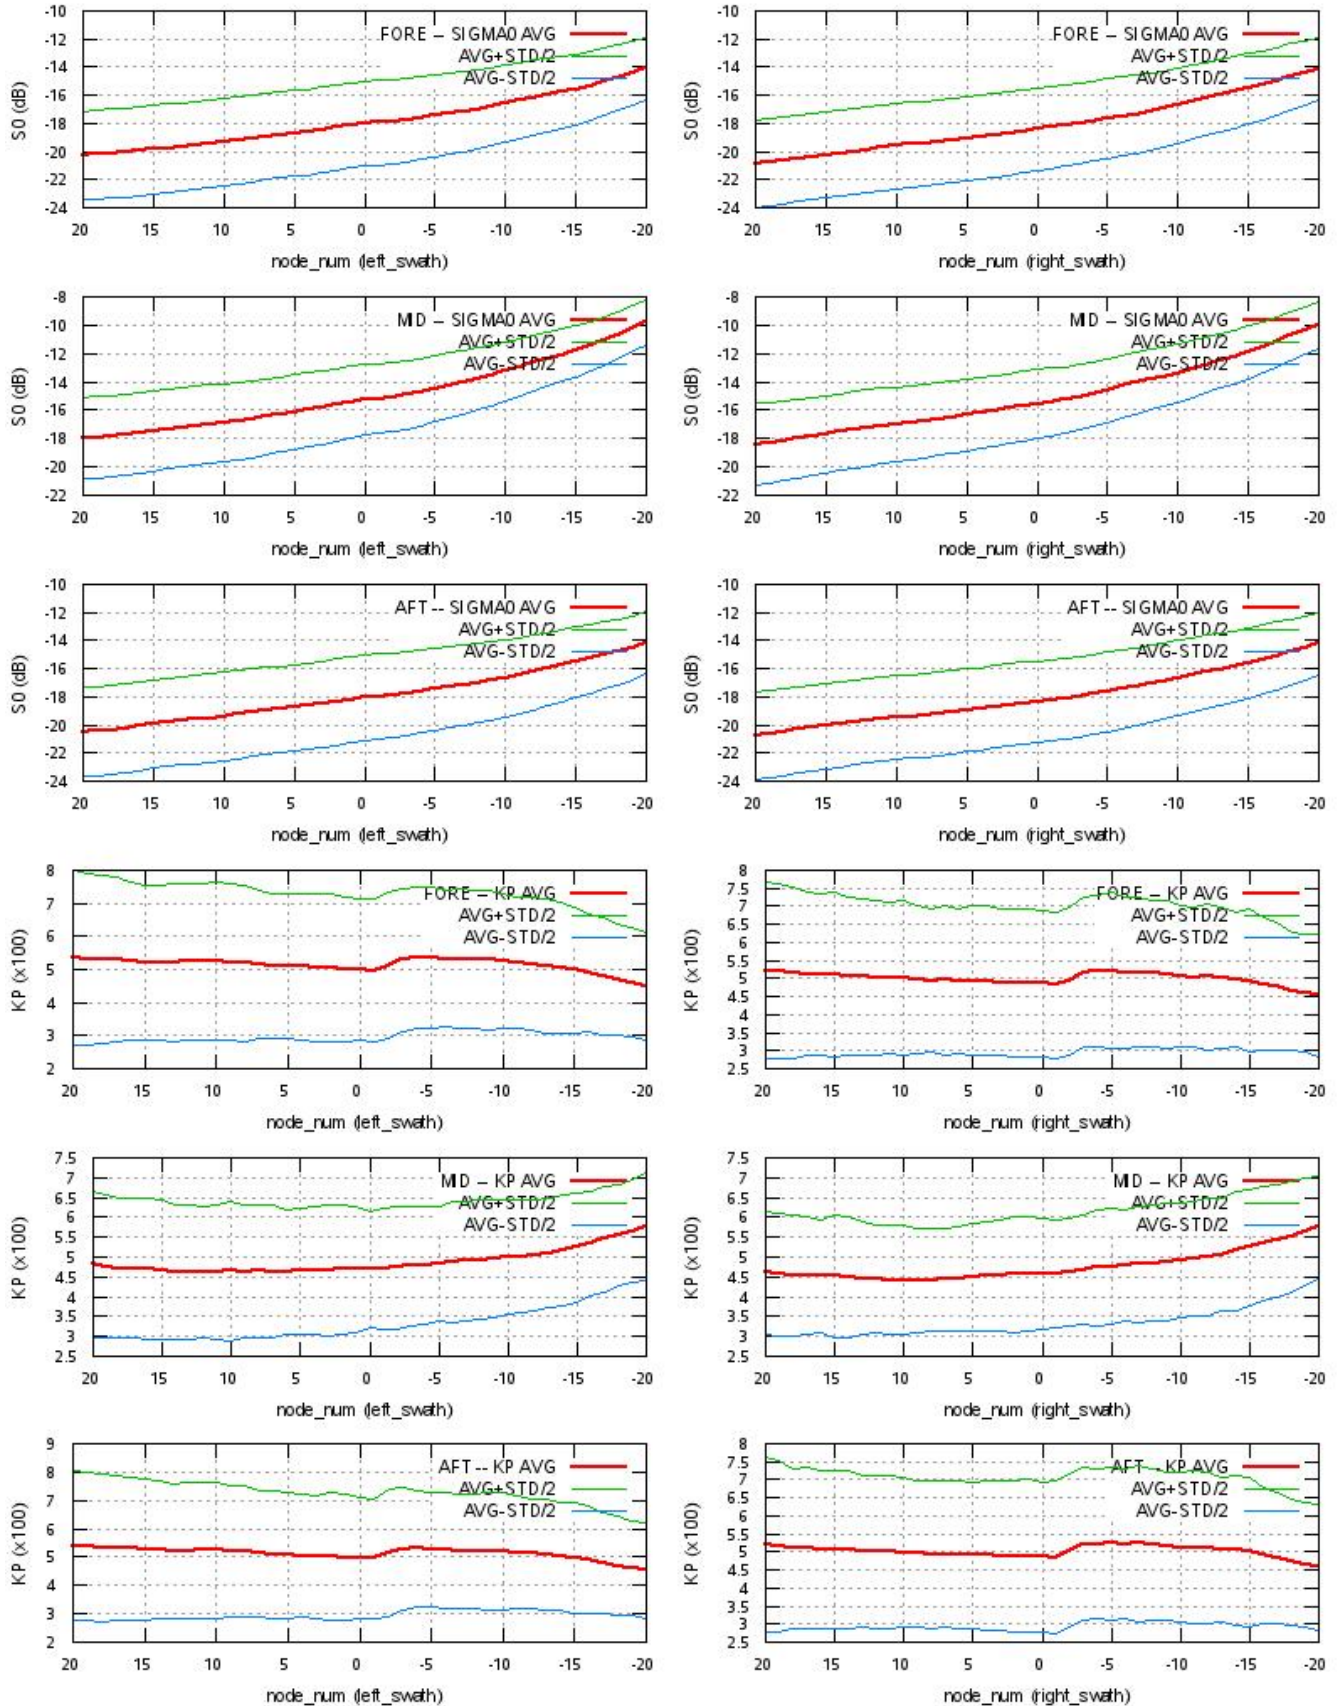 -10
-12
-14
-16
-18
-20
-22
-24
S0 (dB)
FORE -- SIGMA0 AVG
AVG+STD/2
AVG-STD/2
20 15 10 5 0 -5 -10 -15 -20
node_num (left_swath)
-10
-12
-14
-16
-18
-20
-22
-24
S0 (dB)
FORE -- SIGMA0 AVG
AVG+STD/2
AVG-STD/2
20 15 10 5 0 -5 -10 -15 -20
node_num (right_swath)
-8
-10
-12
-14
-16
-18
-20
-22
S0 (dB)
MID -- SIGMA0 AVG
AVG+STD/2
AVG-STD/2
20 15 10 5 0 -5 -10 -15 -20
node_num (left_swath)
-8
-10
-12
-14
-16
-18
-20
-22
S0 (dB)
MID -- SIGMA0 AVG
AVG+STD/2
AVG-STD/2
20 15 10 5 0 -5 -10 -15 -20
node_num (right_swath)
-10
-12
-14
-16
-18
-20
-22
-24
S0 (dB)
AFT -- SIGMA0 AVG
AVG+STD/2
AVG-STD/2
20 15 10 5 0 -5 -10 -15 -20
node_num (left_swath)
-10
-12
-14
-16
-18
-20
-22
-24
S0 (dB)
AFT -- SIGMA0 AVG
AVG+STD/2
AVG-STD/2
20 15 10 5 0 -5 -10 -15 -20
node_num (right_swath)
8
7
6
5
4
3
2
KP (x100)
FORE -- KP AVG
AVG+STD/2
AVG-STD/2
20 15 10 5 0 -5 -10 -15 -20
node_num (left_swath)
8
7.5
7
6.5
6
5.5
5
4.5
4
3.5
3
2.5
KP (x100)
FORE -- KP AVG
AVG+STD/2
AVG-STD/2
20 15 10 5 0 -5 -10 -15 -20
node_num (right_swath)
7.5
7
6.5
6
5.5
5
4.5
4
3.5
3
2.5
KP (x100)
MID -- KP AVG
AVG+STD/2
AVG-STD/2
20 15 10 5 0 -5 -10 -15 -20
node_num (left_swath)
7.5
7
6.5
6
5.5
5
4.5
4
3.5
3
2.5
KP (x100)
MID -- KP AVG
AVG+STD/2
AVG-STD/2
20 15 10 5 0 -5 -10 -15 -20
node_num (right_swath)
9
8
7
6
5
4
3
2
KP (x100)
AFT -- KP AVG
AVG+STD/2
AVG-STD/2
20 15 10 5 0 -5 -10 -15 -20
node_num (left_swath)
8
7.5
7
6.5
6
5.5
5
4.5
4
3.5
3
2.5
KP (x100)
AFT -- KP AVG
AVG+STD/2
AVG-STD/2
20 15 10 5 0 -5 -10 -15 -20
node_num (right_swath)